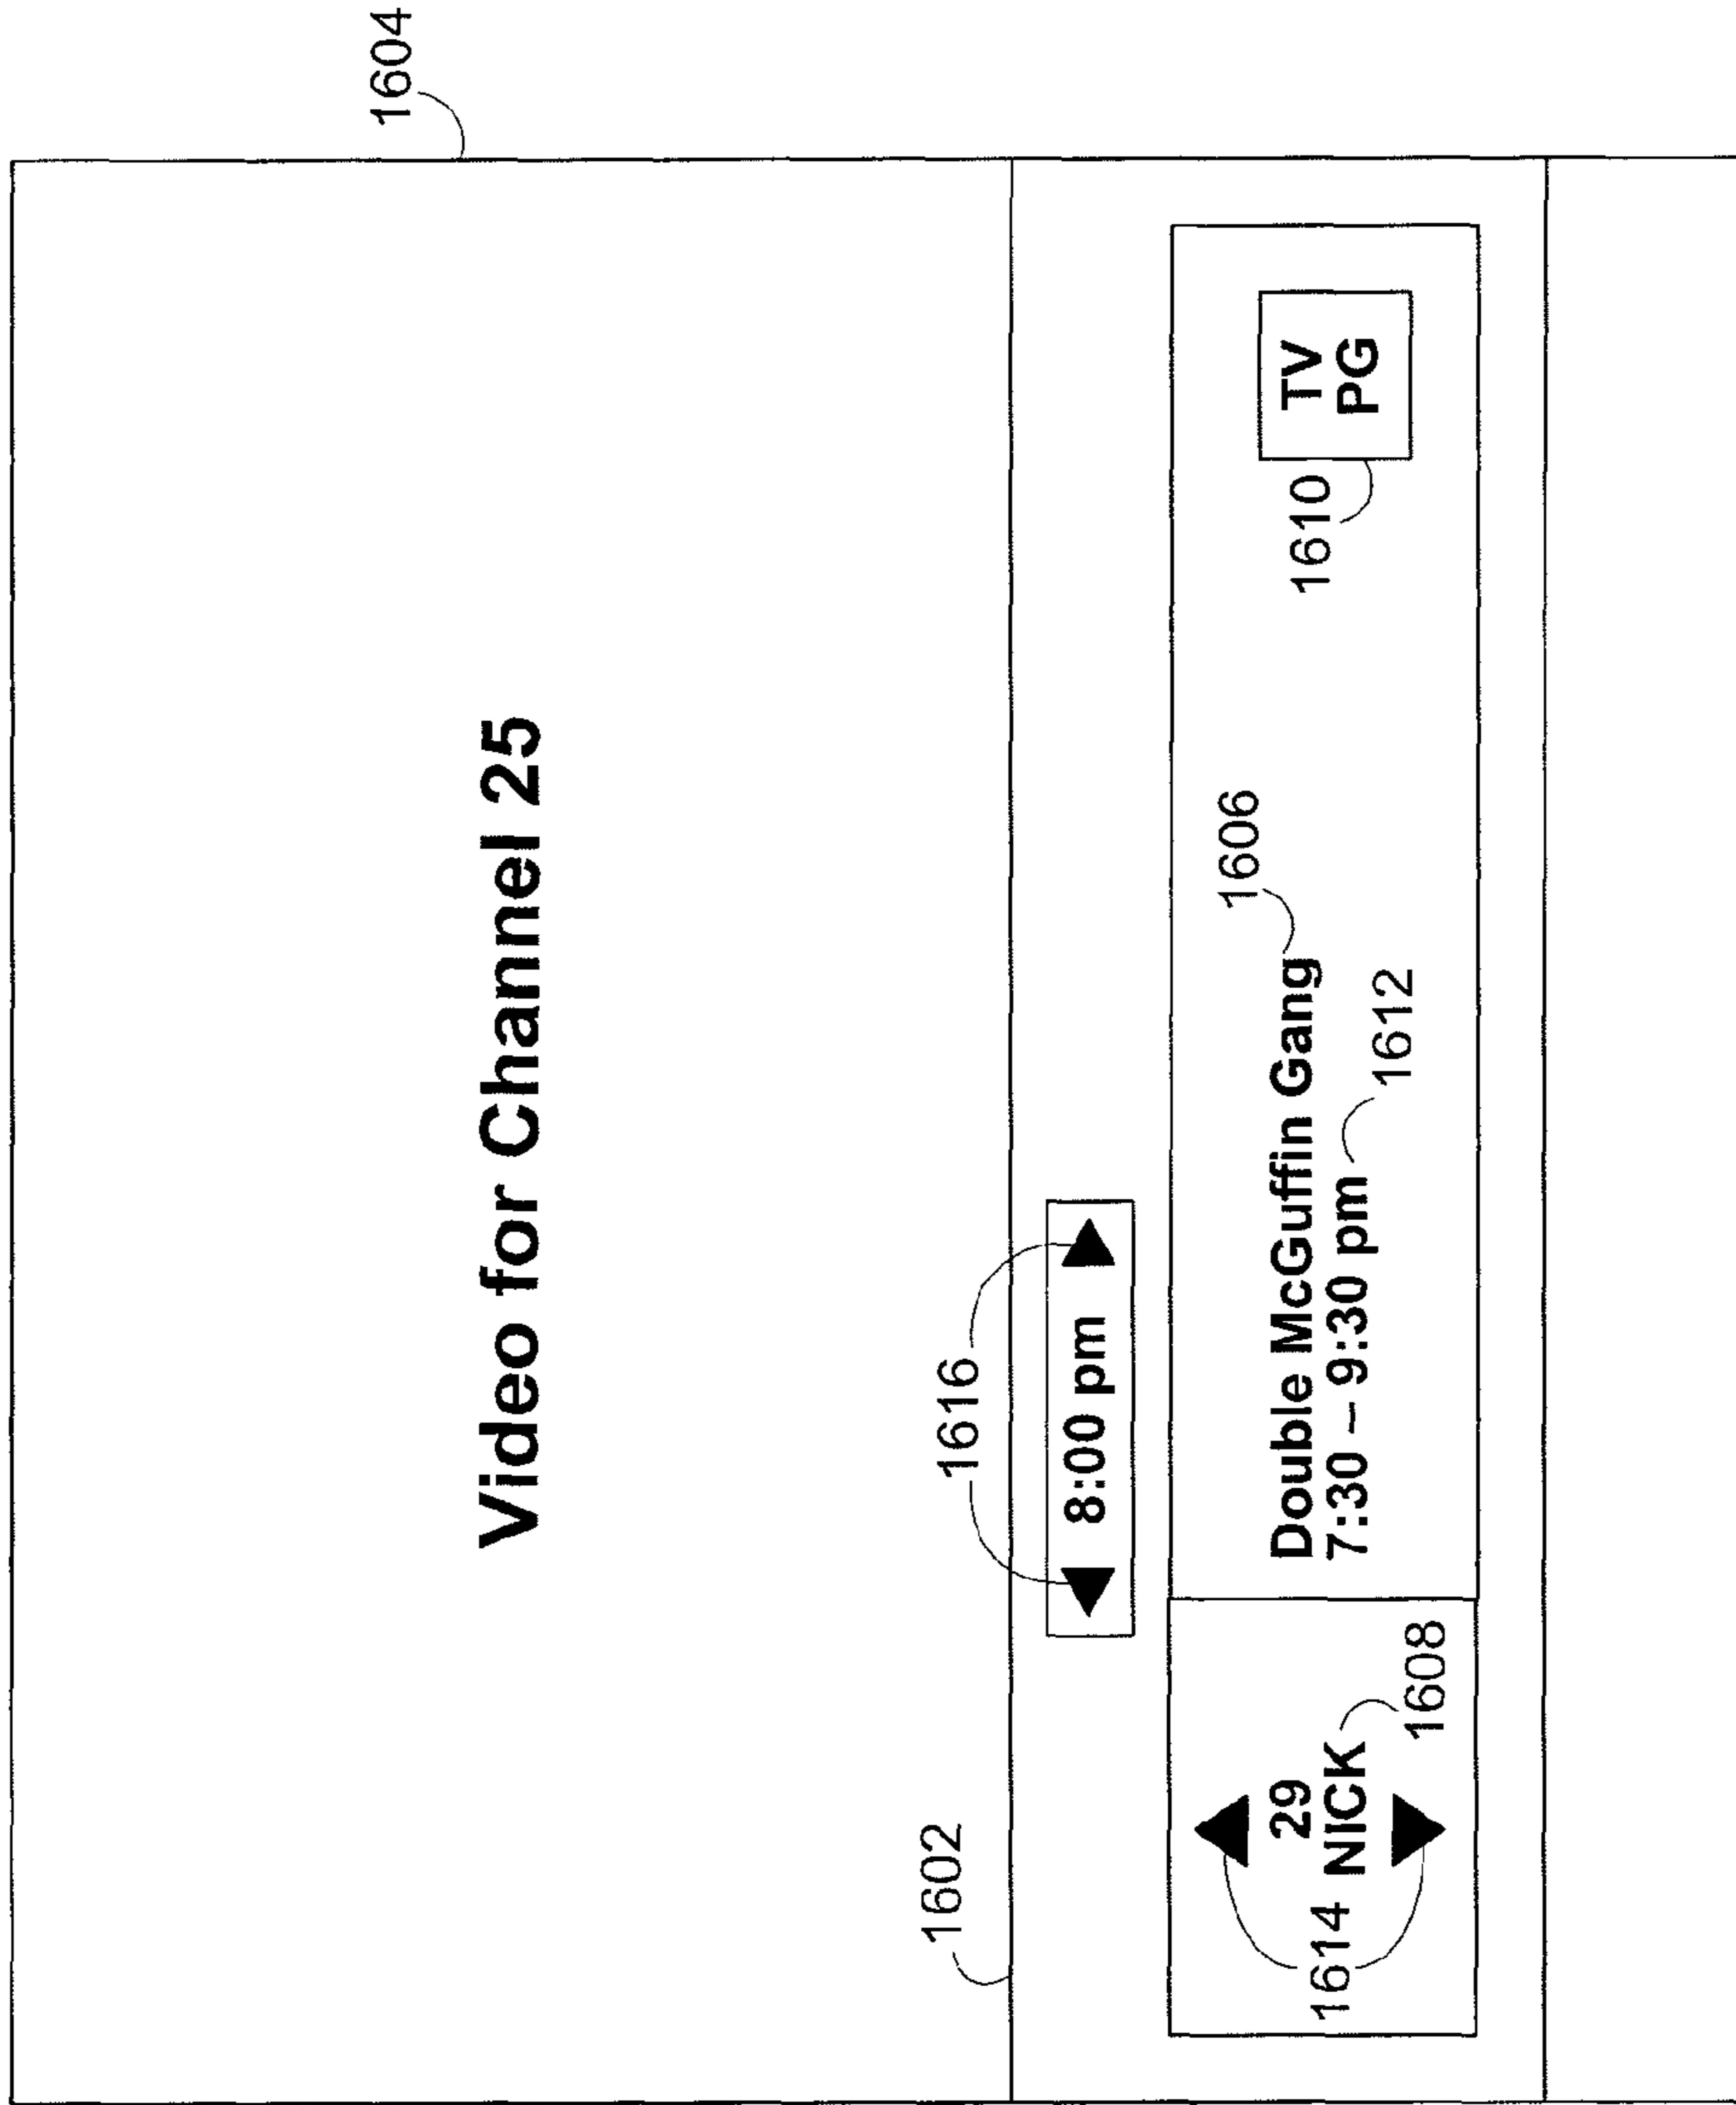 1604
Video for Channel 25
1602
1616
8:00 pm
29
NICK
1614
1608
Double McGuffin Gang
7:30 – 9:30 pm
1606
1612
1610
TV
PG